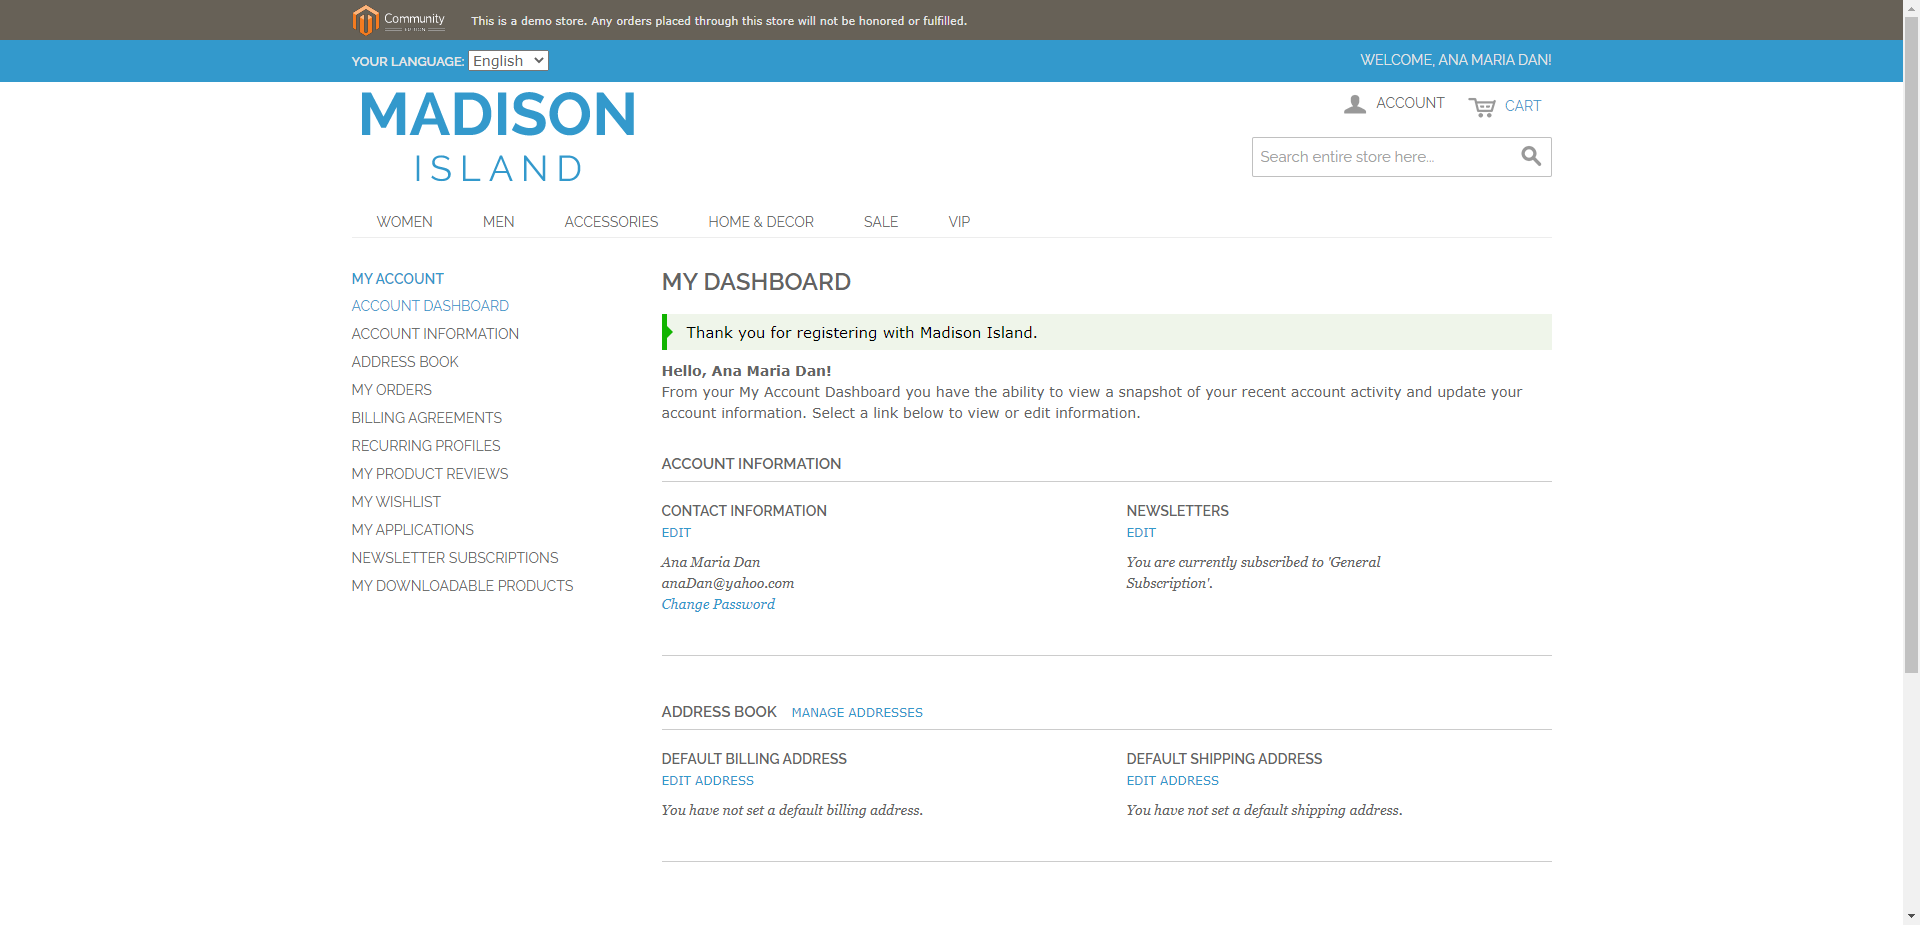 Community
EDITION
This is a demo store. Any orders placed through this store will not be honored or fulfilled.
YOUR LANGUAGE: English
WELCOME, ANA MARIA DAN!
MADISON
ISLAND
ACCOUNT
CART
Search entire store here...
WOMEN MEN ACCESSORIES HOME & DECOR SALE VIP
MY ACCOUNT
ACCOUNT DASHBOARD
ACCOUNT INFORMATION
ADDRESS BOOK
MY ORDERS
BILLING AGREEMENTS
RECURRING PROFILES
MY PRODUCT REVIEWS
MY WISHLIST
MY APPLICATIONS
NEWSLETTER SUBSCRIPTIONS
MY DOWNLOADABLE PRODUCTS
MY DASHBOARD
Thank you for registering with Madison Island.
Hello, Ana Maria Dan!
From your My Account Dashboard you have the ability to view a snapshot of your recent account activity and update your
account information. Select a link below to view or edit information.
ACCOUNT INFORMATION
CONTACT INFORMATION
EDIT
Ana Maria Dan
anaDan@yahoo.com
Change Password
NEWSLETTERS
EDIT
You are currently subscribed to 'General
Subscription'.
ADDRESS BOOK MANAGE ADDRESSES
DEFAULT BILLING ADDRESS
EDIT ADDRESS
You have not set a default billing address.
DEFAULT SHIPPING ADDRESS
EDIT ADDRESS
You have not set a default shipping address.